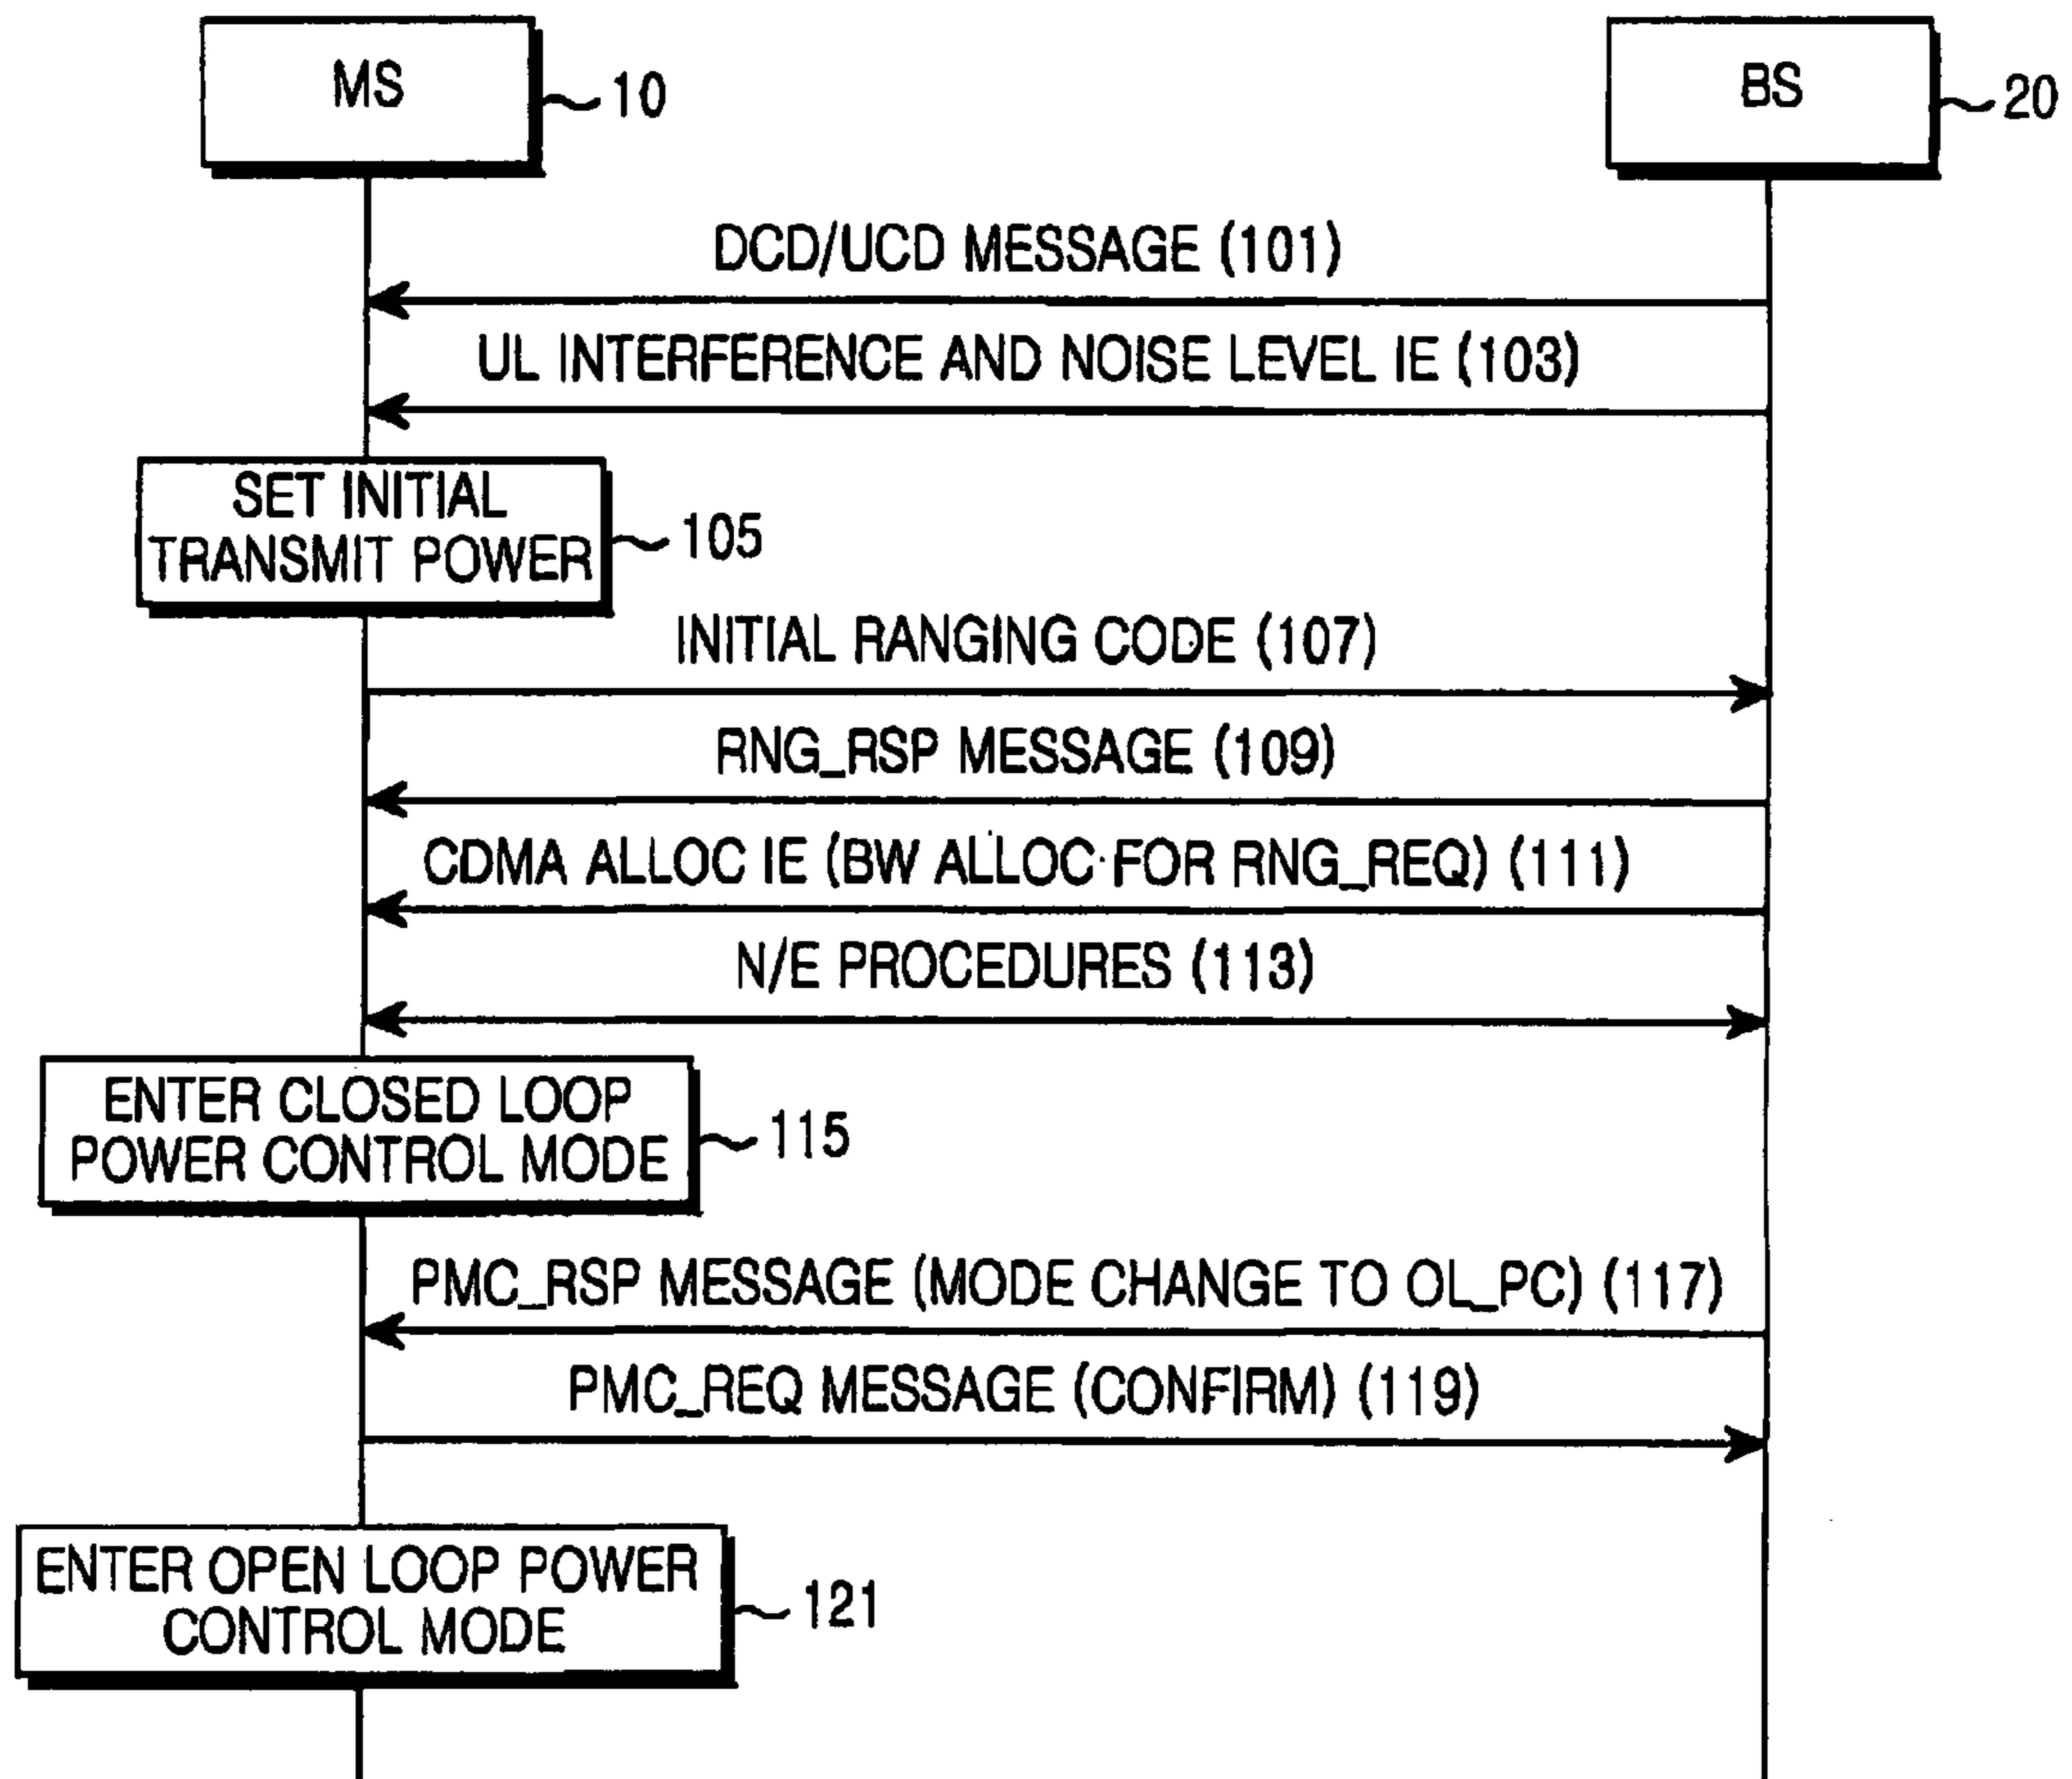 MS
10
BS
20
DCD/UCD MESSAGE (101)
UL INTERFERENCE AND NOISE LEVEL IE (103)
SET INITIAL
TRANSMIT POWER
105
INITIAL RANGING CODE (107)
RNG_RSP MESSAGE (109)
CDMA ALLOC IE (BW ALLOC FOR RNG_REQ) (111)
N/E PROCEDURES (113)
ENTER CLOSED LOOP
POWER CONTROL MODE
115
PMC_RSP MESSAGE (MODE CHANGE TO OL_PC) (117)
PMC_REQ MESSAGE (CONFIRM) (119)
ENTER OPEN LOOP POWER
CONTROL MODE
121